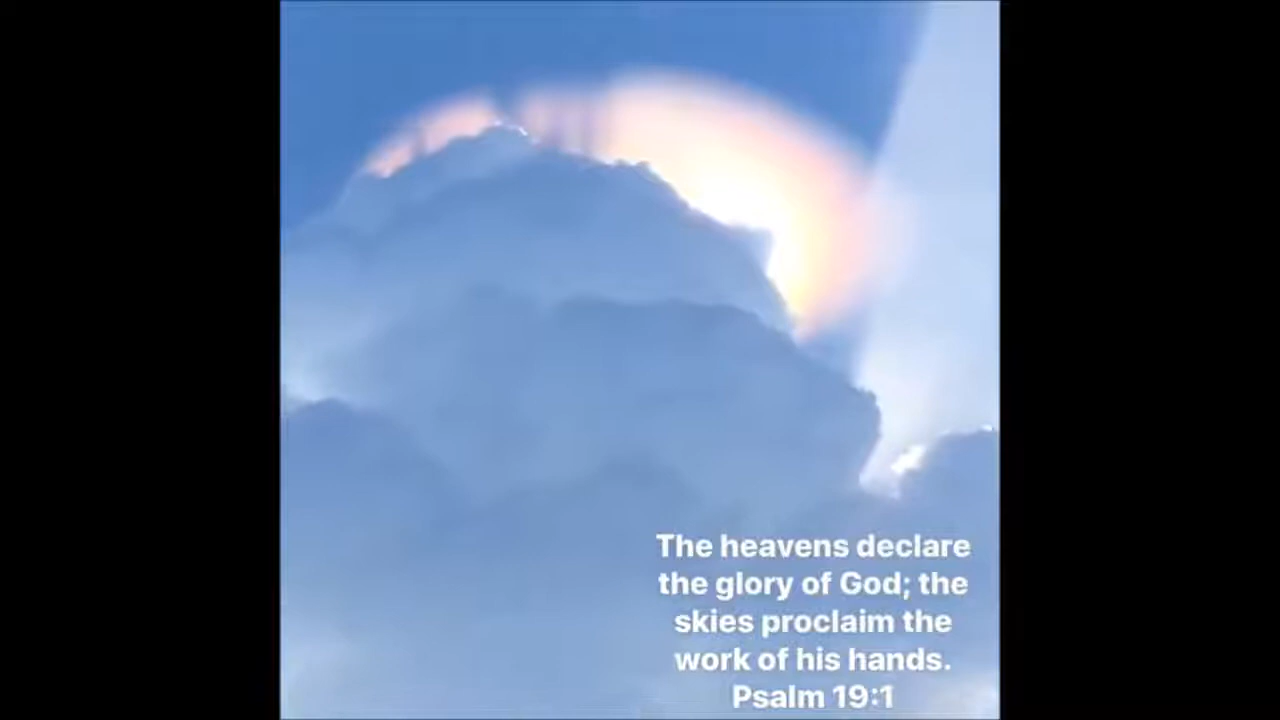 The heavens declare
the glory of God; the
skies proclaim the
work of his hands.
Psalm 19:1